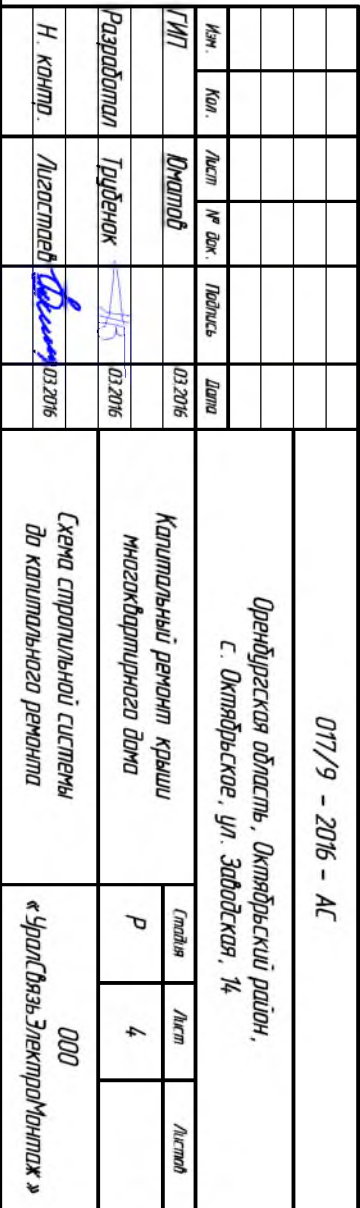 017/9 - 2016 - АС
Оренбургская область, Октябрьский район,
с. Октябрьское, ул. Заводская, 14
Изм. Кол. Лист № док. Подпись Дата
ГИП Юматов 03.2016
Разработал Трубенок 03.2016
Н. контр. Лигостаев 03.2016
Капитальный ремонт крыши
многоквартирного дома
Стадия Лист Листов
Р 4
Схема стропильной системы
до капитального ремонта
ООО
«УралСвязьЭлектроМонтаж»